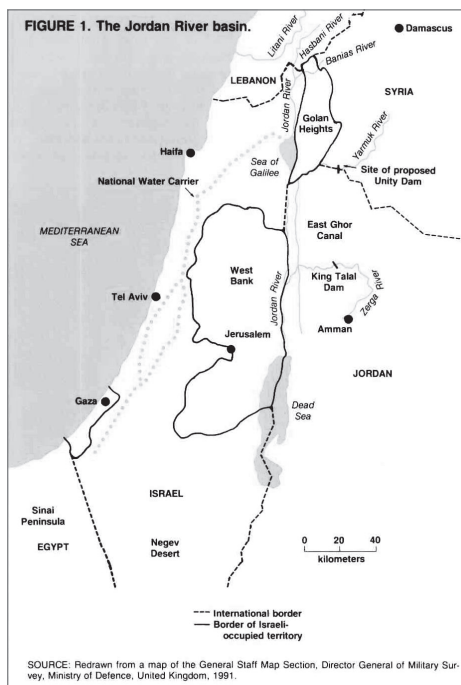 FIGURE 1. The Jordan River basin.
Litani River
Hasbani River
Damascus
Banias River
LEBANON
SYRIA
Jordan River
Golan
Heights
Yarmuk River
Haifa
Sea of
Galilee
Site of proposed
Unity Dam
National Water Carrier
MEDITERRANEAN
SEA
East Ghor
Canal
West
Bank
Jordan River
King Talal
Dam
Zerga River
Tel Aviv
Jerusalem
Amman
JORDAN
Gaza
Dead
Sea
ISRAEL
Sinai
Peninsula
EGYPT
Negev
Desert
0 20 40
kilometers
International border
Border of Israeli-
occupied territory
SOURCE: Redrawn from a map of the General Staff Map Section, Director General of Military Sur-
vey, Ministry of Defence, United Kingdom, 1991.